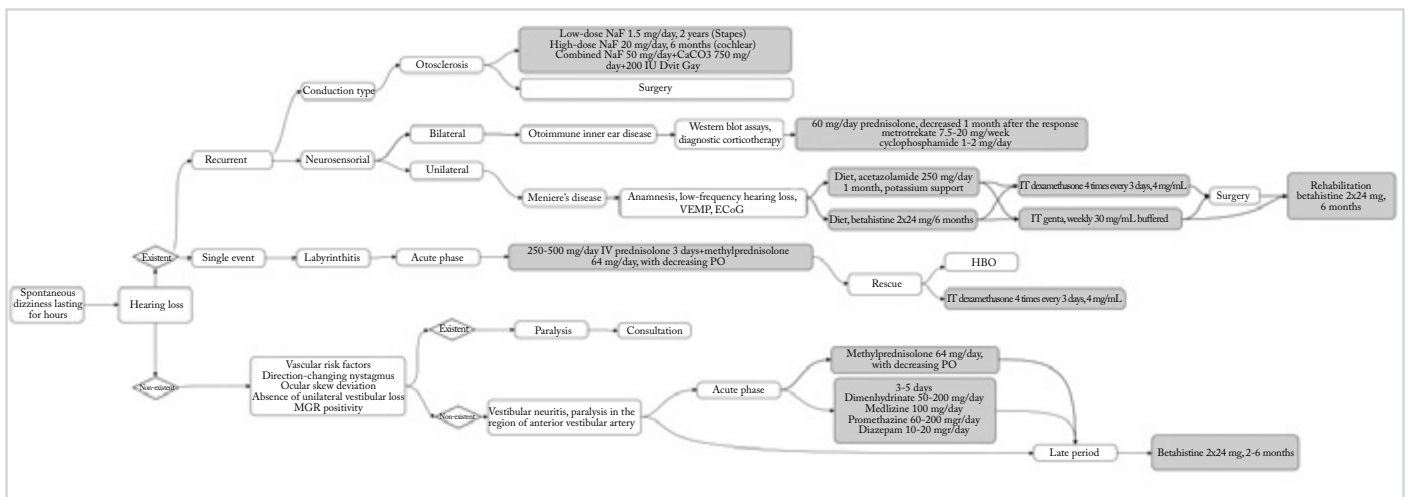 Low-dose NaF 1.5 mg/day, 2 years (Stapes)
High-dose NaF 20 mg/day, 6 months (cochlear)
Combined NaF 50 mg/day+CaCO3 750 mg/
day+200 IU Dvit Gay
Otosclerosis
Conduction type
Surgery
Bilateral
Otoimmune inner ear disease
Western blot assays,
diagnostic corticotherapy
60 mg/day prednisolone, decreased 1 month after the response
metrotrekate 7.5-20 mg/week
cyclophosphamide 1-2 mg/day
Recurrent
Neurosensorial
Unilateral
Meniere's disease
Anamnesis, low-frequency hearing loss,
VEMP, ECoG
Diet, acetazolamide 250 mg/day
1 month, potassium support
Diet, betahistine 2x24 mg/6 months
IT dexamethasone 4 times every 3 days, 4 mg/mL
IT genta, weekly 30 mg/mL buffered
Surgery
Rehabilitation
betahistine 2x24 mg,
6 months
Existent
Single event
Labyrinthitis
Acute phase
250-500 mg/day IV prednisolone 3 days+methylprednisolone
64 mg/day, with decreasing PO
Rescue
HBO
IT dexamethasone 4 times every 3 days, 4 mg/mL
Spontaneous
dizziness lasting
for hours
Hearing loss
Non-existent
Vascular risk factors
Direction-changing nystagmus
Ocular skew deviation
Absence of unilateral vestibular loss
MGR positivity
Existent
Paralysis
Consultation
Non-existent
Vestibular neuritis, paralysis in the
region of anterior vestibular artery
Acute phase
Methylprednisolone 64 mg/day,
with decreasing PO
3-5 days
Dimenhydrinate 50-200 mg/day
Medlizine 100 mg/day
Promethazine 60-200 mgr/day
Diazepam 10-20 mgr/day
Late period
Betahistine 2x24 mg, 2-6 months